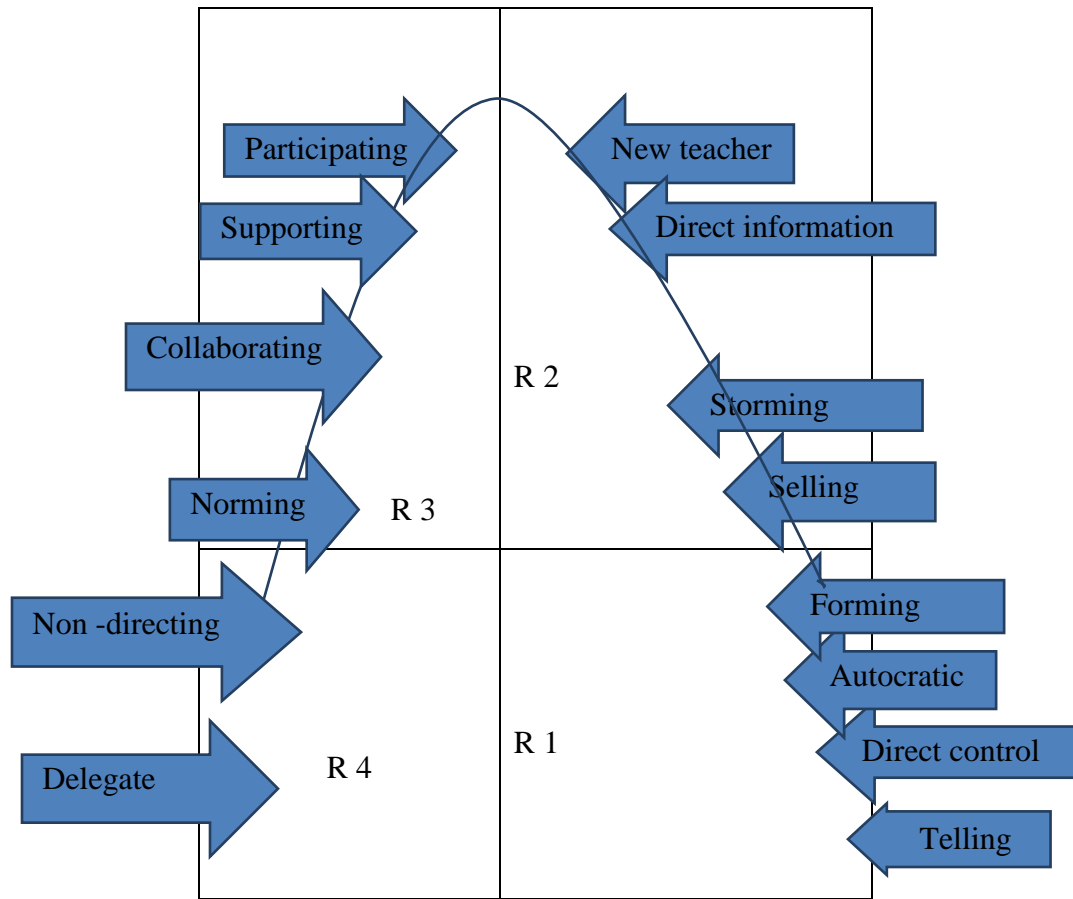 Participating
New teacher
Supporting
Direct information
Collaborating
R 2
Storming
Selling
Norming
R 3
Forming
Non -directing
Autocratic
R 1
Direct control
R 4
Delegate
Telling